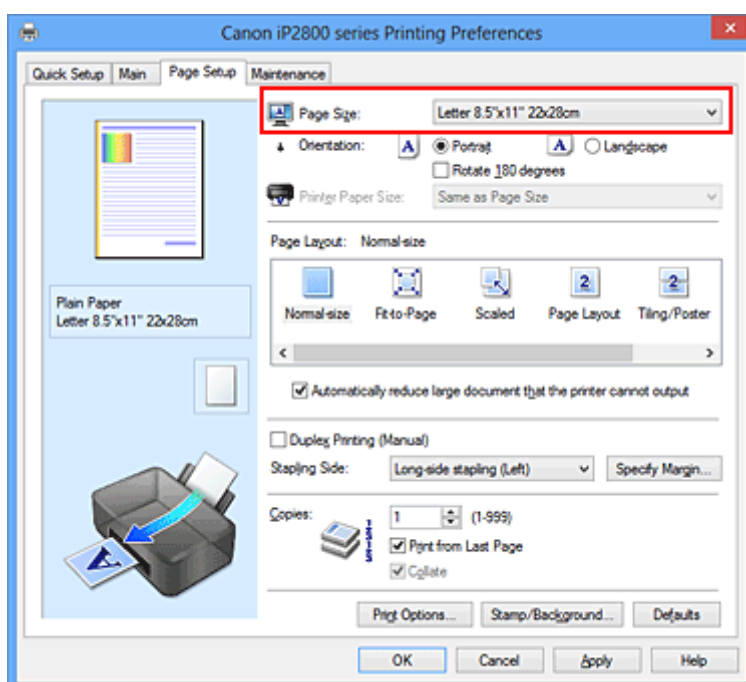 Canon iP2800 series Printing Preferences
Quick Setup Main Page Setup Maintenance
Page Size: Letter 8.5"x11" 22x28cm
Orientation: A Portrait A Landscape
Rotate 180 degrees
Printer Paper Size: Same as Page Size
Page Layout: Normal-size
2 2
Normal-size Fit-to-Page Scaled Page Layout Tiling/Poster
Plain Paper
Letter 8.5"x11" 22x28cm
Automatically reduce large document that the printer cannot output
Duplex Printing (Manual)
Stapling Side: Long-side stapling (Left) Specify Margin...
Copies: 1 (1-999)
Print from Last Page
Collate
A
Print Options... Stamp/Background... Defaults
OK Cancel Apply Help